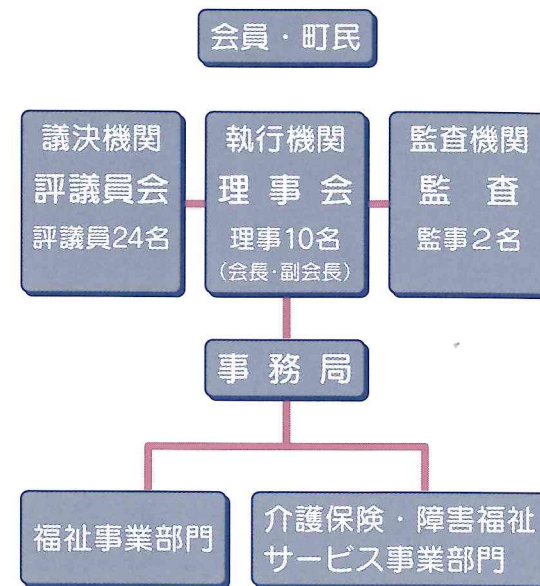 会員・町民
議決機関
評議員会
評議員24名
執行機関
理事会
理事10名
(会長・副会長)
監査機関
監査
監事2名
事務局
福祉事業部門
介護保険・障害福祉
サービス事業部門